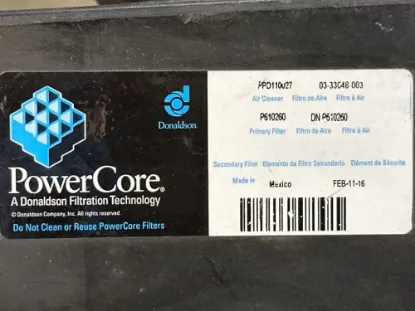 PowerCore®
A Donaldson Filtration Technology
© Donaldson Company, Inc. All rights reserved.
Do Not Clean or Reuse PowerCore Filters
Donaldson.
03-33048-003
Air Cleaner Filtro de Aire Filtre à Air
P610260 DN P610260
Primary Filter Filtro de Aire Filtre à Air
Secondary Filter Elemento de Filtro Secundario Elément de Sécurité
Made in Mexico FEB-11-16